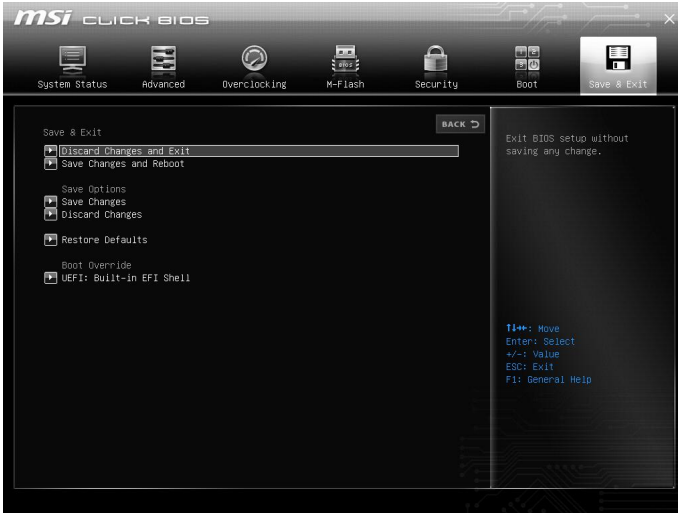 msi CLICK BIOS
System Status
Advanced
Overclocking
BIOS
M-Flash
Security
Boot
Save & Exit
BACK
Save & Exit
Discard Changes and Exit
Save Changes and Reboot
Save Options
Save Changes
Discard Changes
Restore Defaults
Boot Override
UEFI: Built-in EFI Shell
Exit BIOS setup without
saving any change.
↑↓→←: Move
Enter: Select
+/-: Value
ESC: Exit
F1: General Help